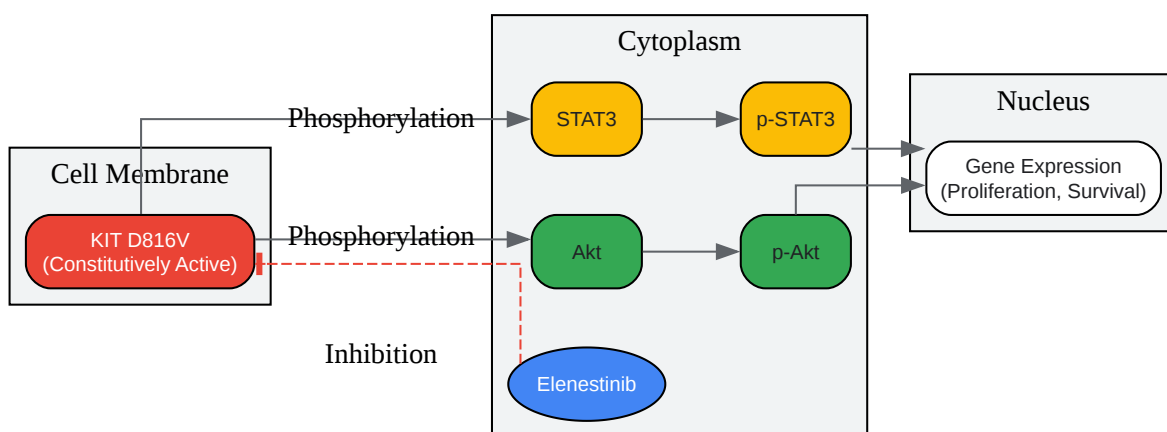 Cytoplasm
Nucleus
Cell Membrane
Phosphorylation
STAT3
p-STAT3
Gene Expression
(Proliferation, Survival)
KIT D816V
(Constitutively Active)
Phosphorylation
Akt
p-Akt
Inhibition
Elenestinib